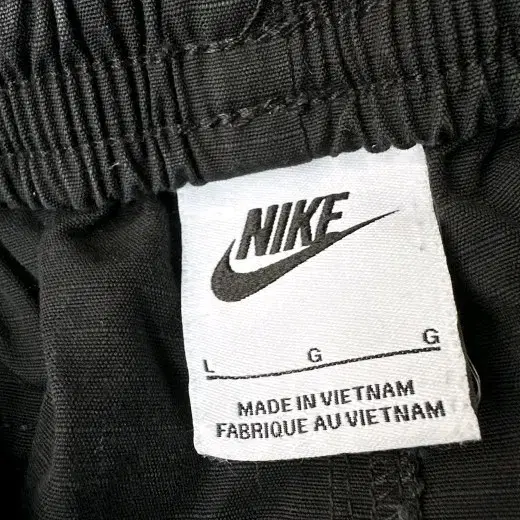 NIKE
L G G
MADE IN VIETNAM
FABRIQUE AU VIETNAM